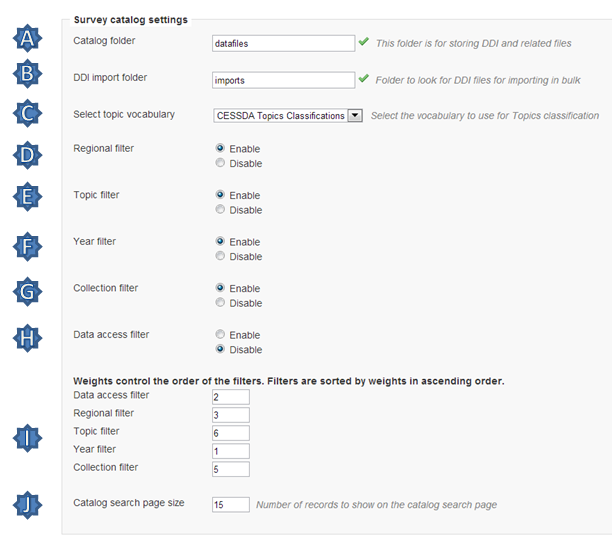 Survey catalog settings
A Catalog folder datafiles This folder is for storing DDI and related files
B DDI import folder imports Folder to look for DDI files for importing in bulk
C Select topic vocabulary CESSDA Topics Classifications Select the vocabulary to use for Topics classification
D Regional filter Enable
Disable
E Topic filter Enable
Disable
F Year filter Enable
Disable
G Collection filter Enable
Disable
H Data access filter Enable
Disable
Weights control the order of the filters. Filters are sorted by weights in ascending order.
Data access filter 2
Regional filter 3
I Topic filter 6
Year filter 1
Collection filter 5
J Catalog search page size 15 Number of records to show on the catalog search page